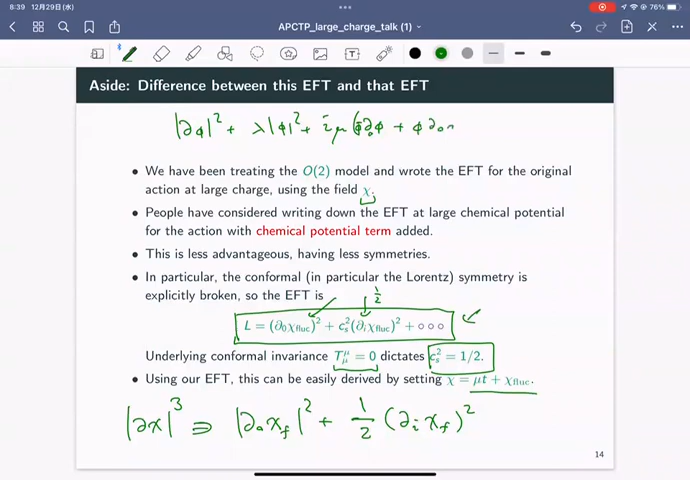 8:39 12月29日(水) 76%
APCTP_large_charge_talk (1)
Aside: Difference between this EFT and that EFT
|∂ϕ|² + λ|ϕ|² + iμ(ϕ̄∂₀ϕ + ϕ∂₀
• We have been treating the O(2) model and wrote the EFT for the original
action at large charge, using the field χ.
• People have considered writing down the EFT at large chemical potential
for the action with chemical potential term added.
• This is less advantageous, having less symmetries.
• In particular, the conformal (in particular the Lorentz) symmetry is
explicitly broken, so the EFT is
1/2
L = (∂₀χfluc)² + c_s²(∂ᵢχfluc)² + ∘∘∘
Underlying conformal invariance T^μ_μ = 0 dictates c_s² = 1/2.
• Using our EFT, this can be easily derived by setting χ = μt + χfluc.
|∂χ|³ ⇒ |∂₀χ_f|² + 1/2 (∂ᵢχ_f)²
14